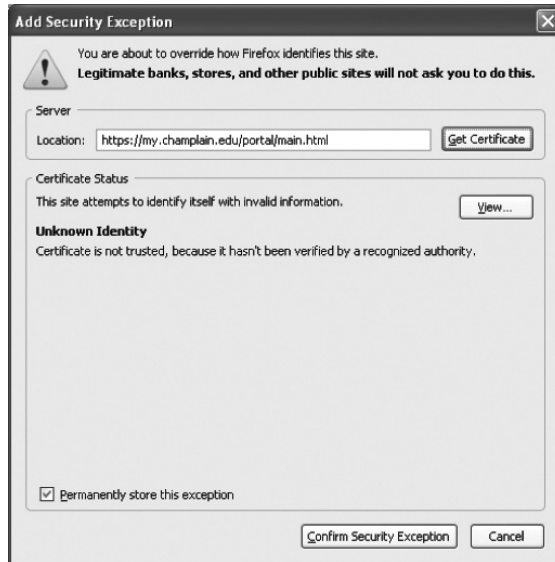 Add Security Exception
You are about to override how Firefox identifies this site.
Legitimate banks, stores, and other public sites will not ask you to do this.
Server
Location: https://my.champlain.edu/portal/main.html Get Certificate
Certificate Status
This site attempts to identify itself with invalid information.
View...
Unknown Identity
Certificate is not trusted, because it hasn't been verified by a recognized authority.
Permanently store this exception
Confirm Security Exception Cancel